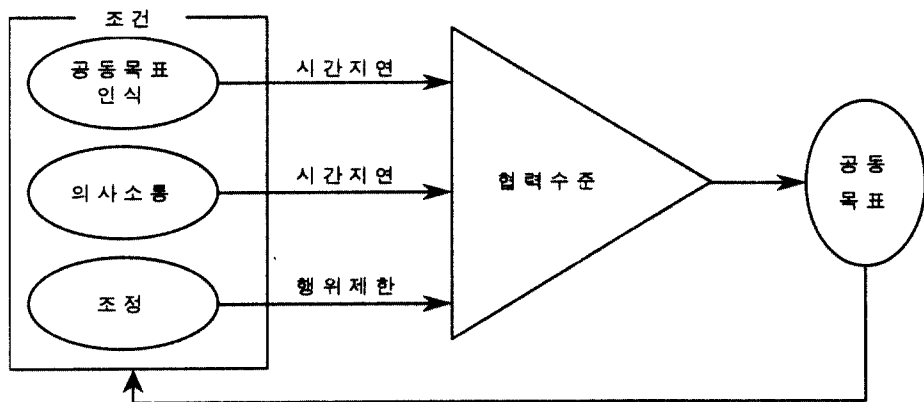 조건
공동목표
인식
시간지연
의사소통
시간지연
조정
행위제한
협력수준
공동
목표